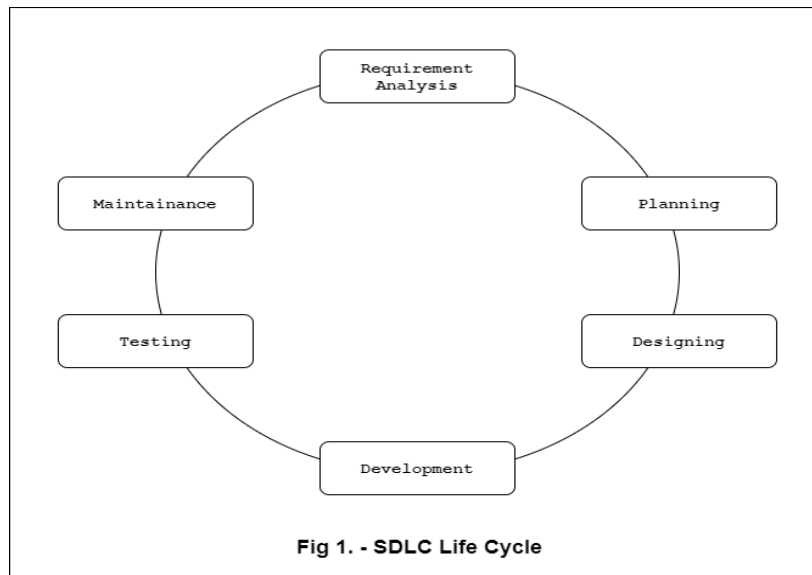 Requirement
Analysis
Maintainance
Planning
Testing
Designing
Development
Fig 1. - SDLC Life Cycle